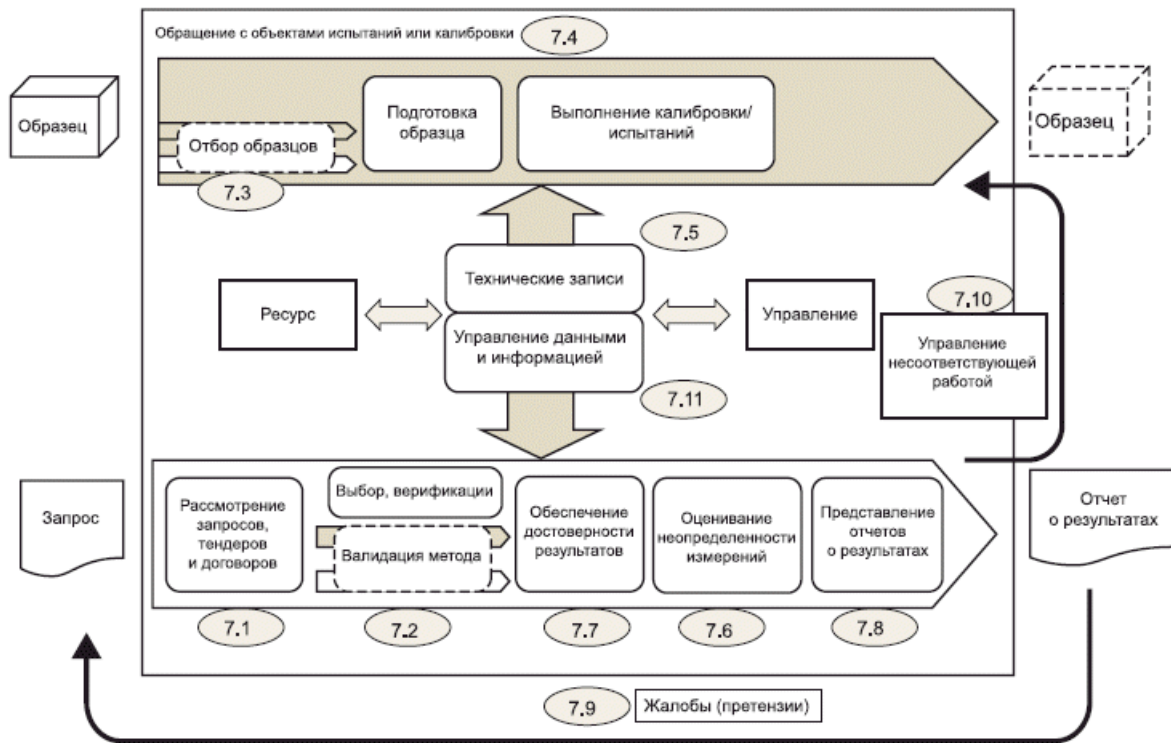 Обращение с объектами испытаний или калибровки
7.4
Образец
Отбор образцов
7.3
Подготовка
образца
Выполнение калибровки/
испытаний
Образец
7.5
Технические записи
Ресурс
Управление
Управление данными
и информацией
7.11
7.10
Управление
несоответствующей
работой
Запрос
Рассмотрение
запросов,
тендеров
и договоров
7.1
Выбор, верификации
Валидация метода
7.2
Обеспечение
достоверности
результатов
7.7
Оценивание
неопределенности
измерений
7.6
Представление
отчетов
о результатах
7.8
Отчет
о результатах
7.9
Жалобы (претензии)